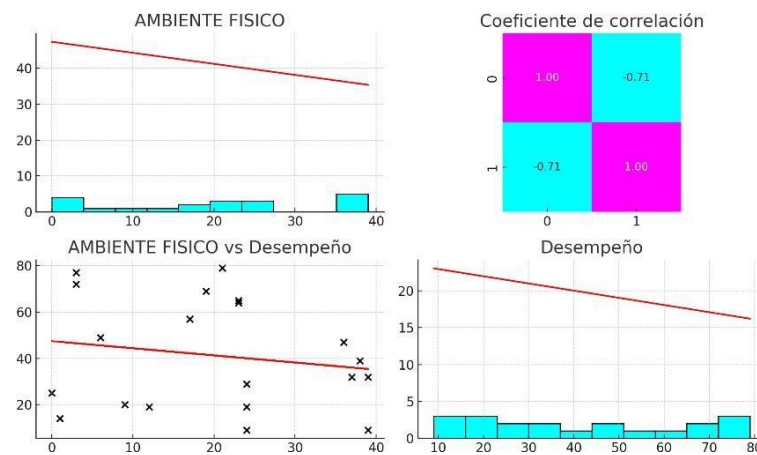 AMBIENTE FISICO
40
30
20
10
0
0 10 20 30 40
Coeficiente de correlación
0
1.00 -0.71
1
-0.71 1.00
0 1
AMBIENTE FISICO vs Desempeño
80
60
40
20
0 10 20 30 40
Desempeño
20
15
10
5
0
10 20 30 40 50 60 70 80